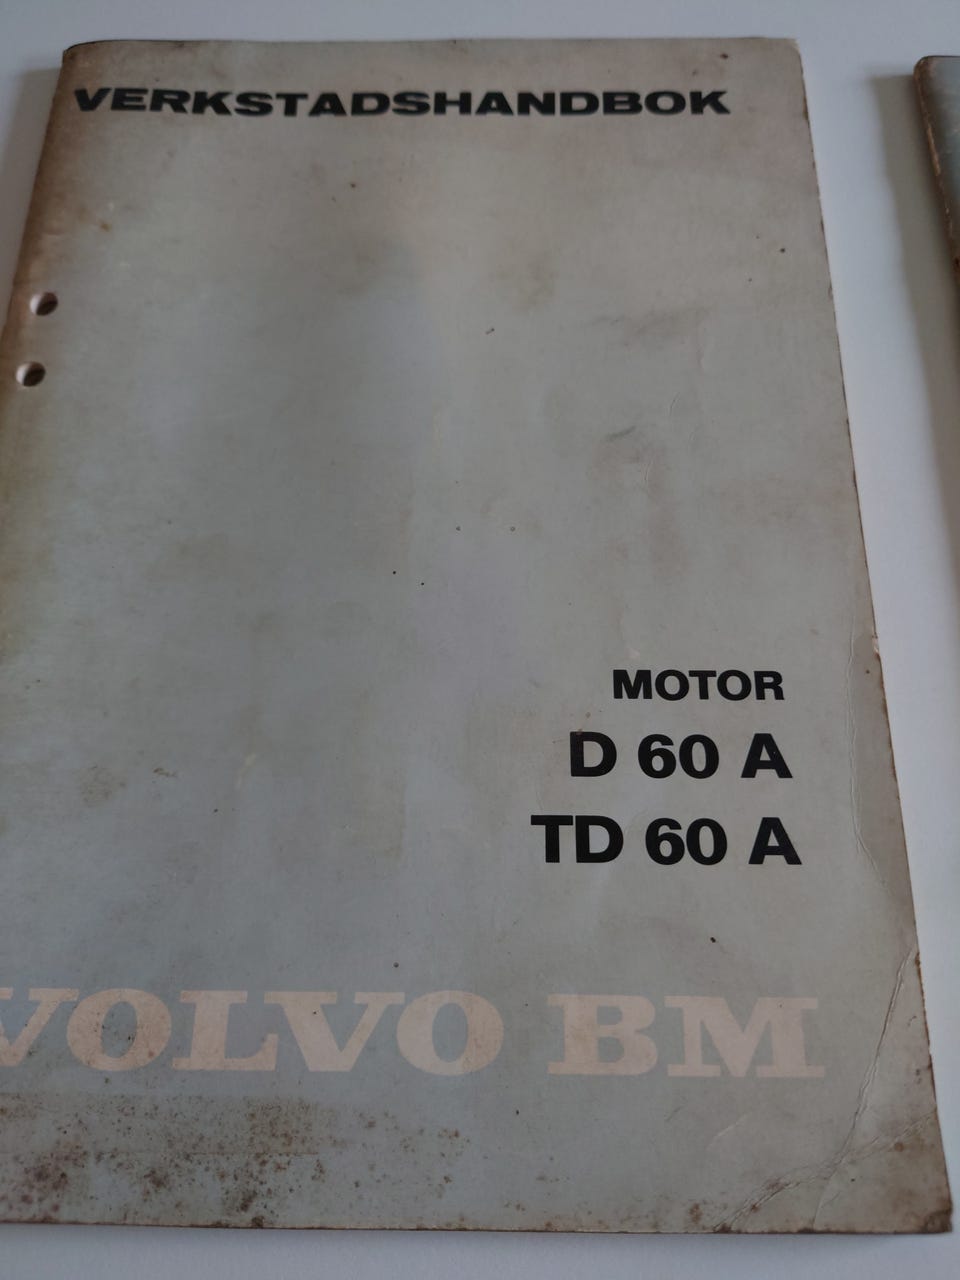 VERKSTADSHANDBOK
MOTOR
D 60 A
TD 60 A
VOLVO BM